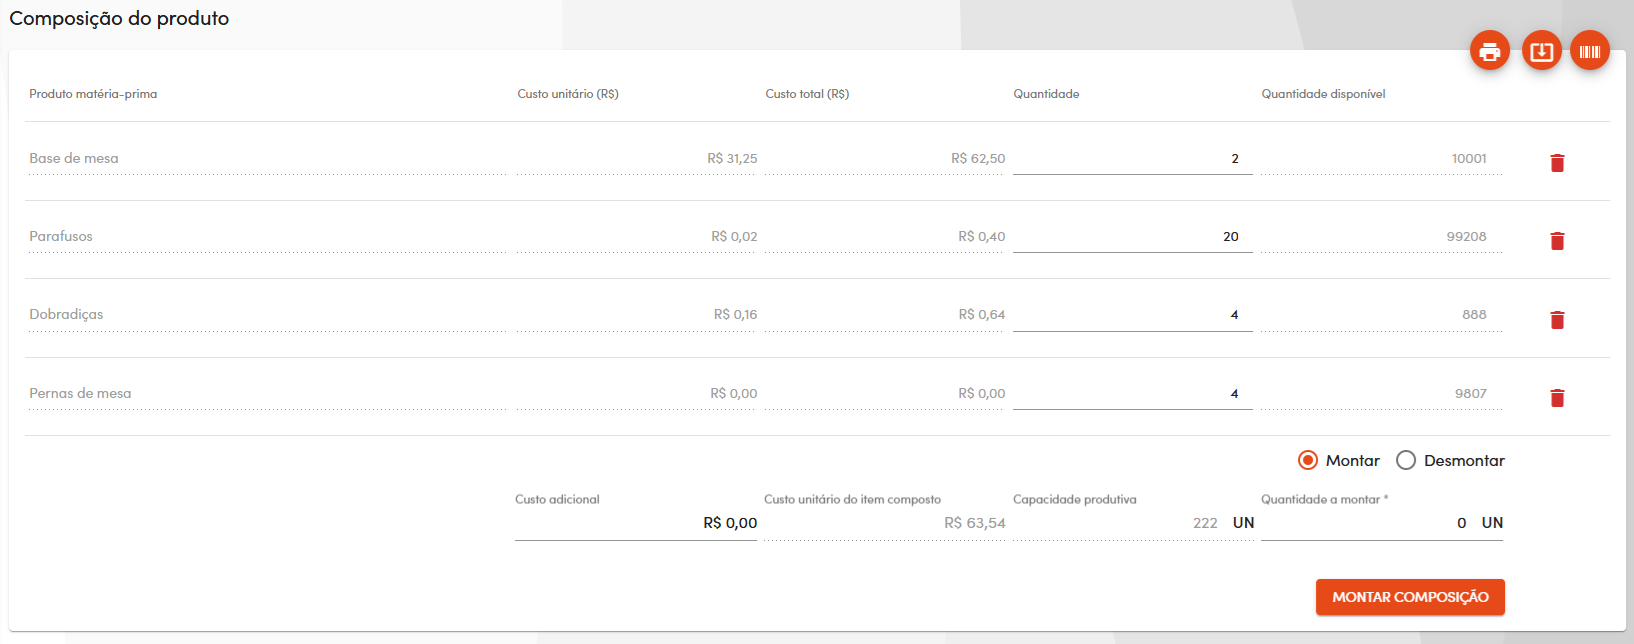 Composição do produto
Produto matéria-prima Custo unitário (R$) Custo total (R$) Quantidade Quantidade disponível
Base de mesa R$ 31,25 R$ 62,50 2 10001
Parafusos R$ 0,02 R$ 0,40 20 99208
Dobradiças R$ 0,16 R$ 0,64 4 888
Pernas de mesa R$ 0,00 R$ 0,00 4 9807
Montar Desmontar
Custo adicional Custo unitário do item composto Capacidade produtiva Quantidade a montar *
R$ 0,00 R$ 63,54 222 UN 0 UN
MONTAR COMPOSIÇÃO